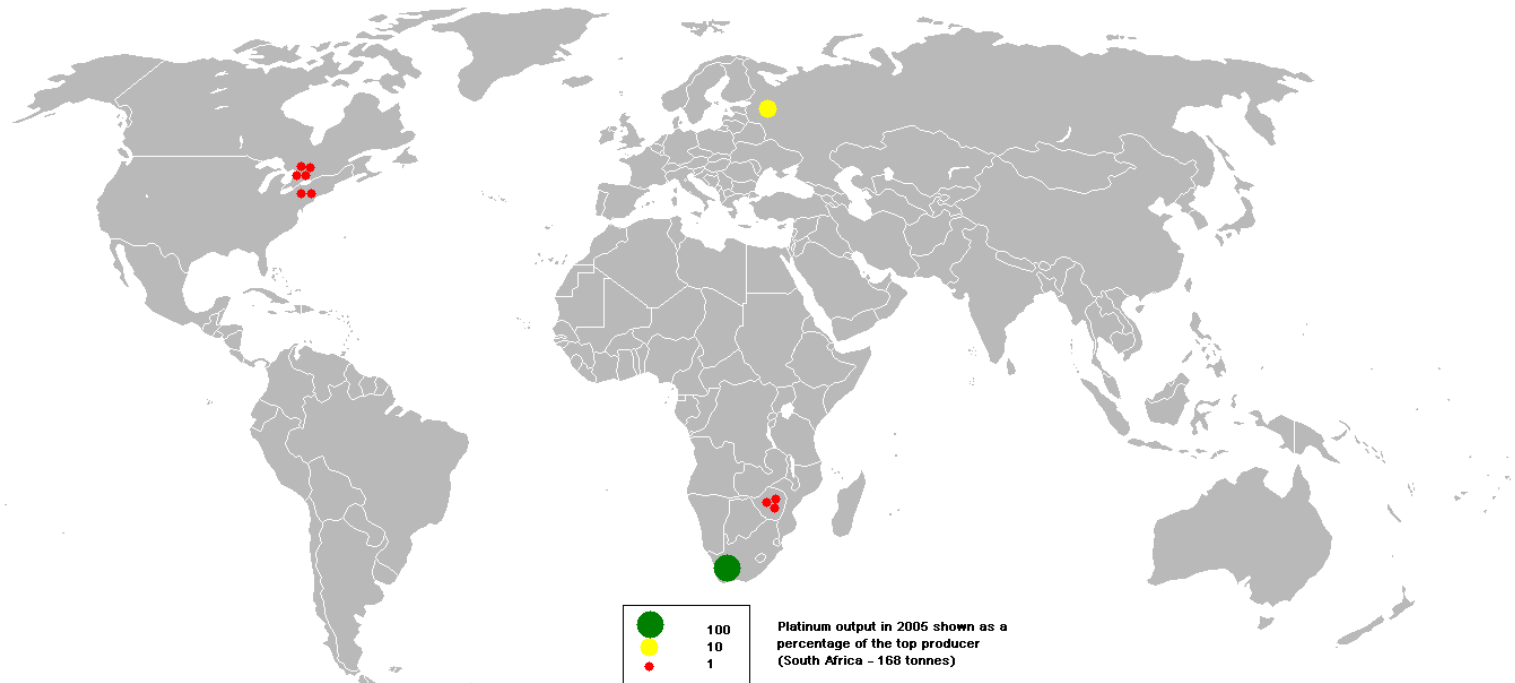 100
10
1
Platinum output in 2005 shown as a
percentage of the top producer
(South Africa - 168 tonnes)